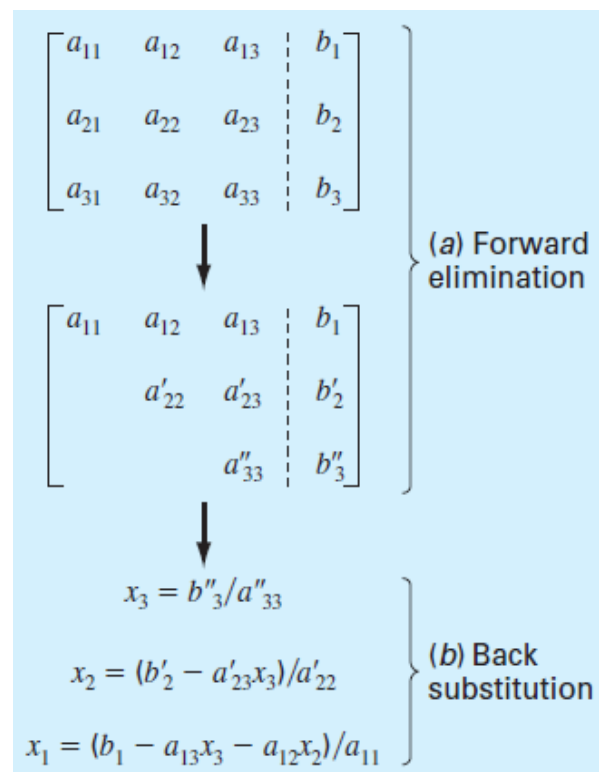 a₁₁ a₁₂ a₁₃ b₁
a₂₁ a₂₂ a₂₃ b₂
a₃₁ a₃₂ a₃₃ b₃
(a) Forward
elimination
a₁₁ a₁₂ a₁₃ b₁
a′₂₂ a′₂₃ b′₂
a″₃₃ b″₃
x₃ = b″₃/a″₃₃
x₂ = (b′₂ − a′₂₃x₃)/a′₂₂
x₁ = (b₁ − a₁₃x₃ − a₁₂x₂)/a₁₁
(b) Back
substitution